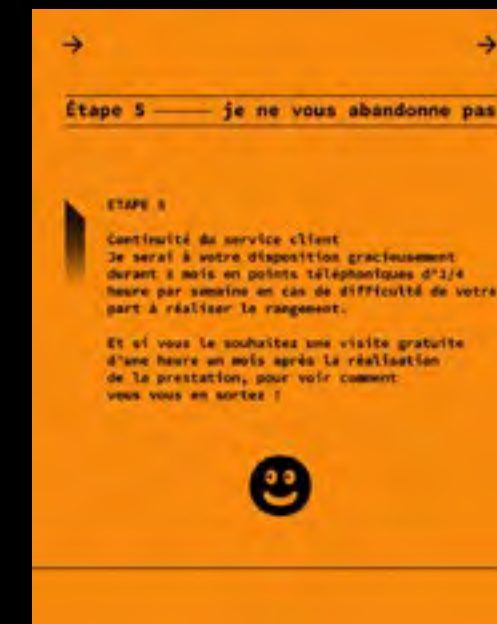 → →
Étape 5 —— je ne vous abandonne pas
ETAPE 5
Continuité du service client
Je serai à votre disposition gracieusement
durant mois en points téléphoniques d'1/4
heure par semaine en cas de difficulté de votre
part à réaliser le rangement.
Et si vous le souhaitez une visite gratuite
d'une heure un mois après la réalisation
de la prestation, pour voir comment
vous vous en sortez !